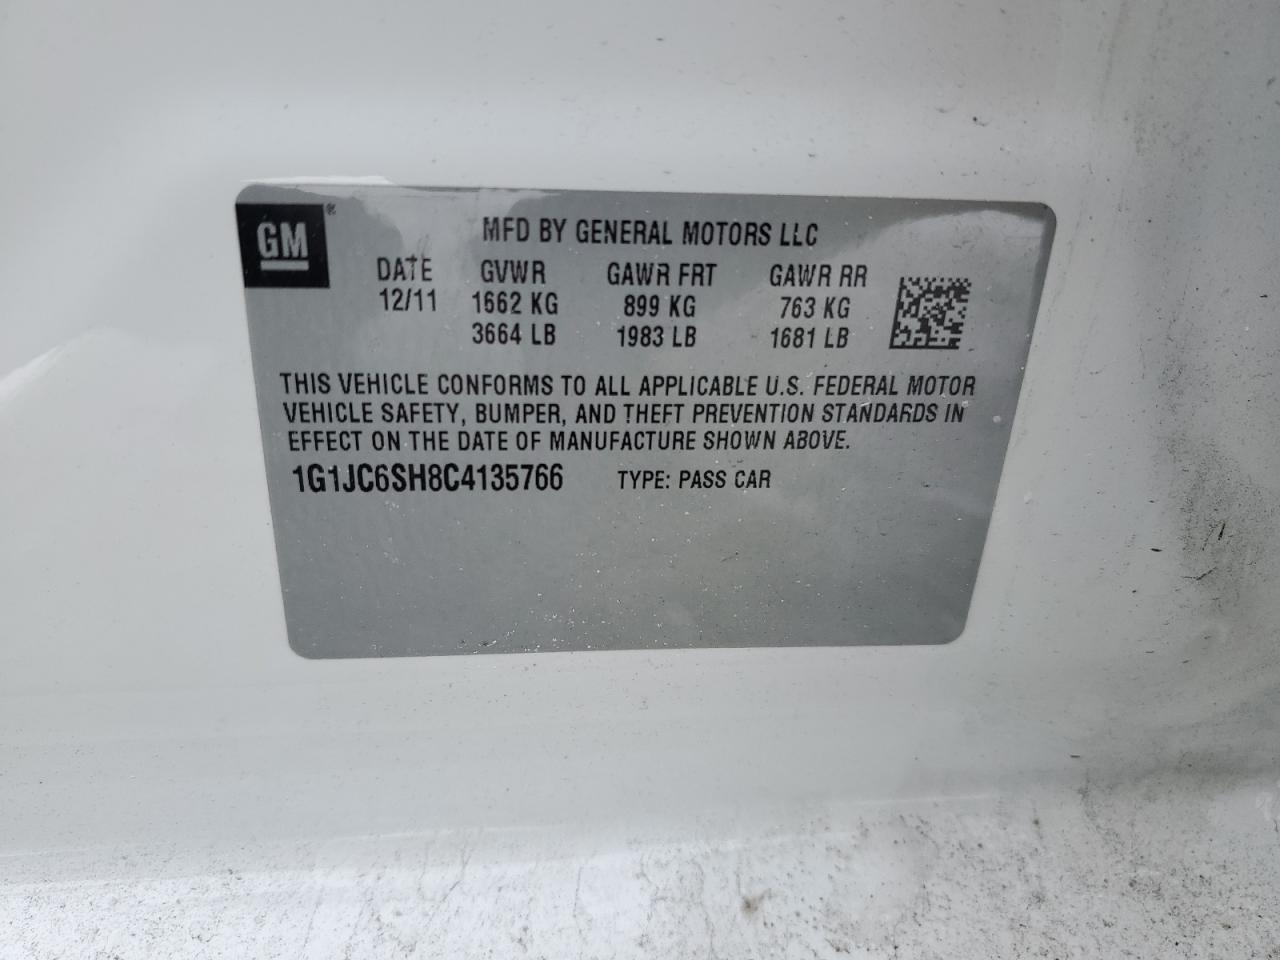 GM®
MFD BY GENERAL MOTORS LLC
DATE GVWR GAWR FRT GAWR RR
12/11 1662 KG 899 KG 763 KG
3664 LB 1983 LB 1681 LB
THIS VEHICLE CONFORMS TO ALL APPLICABLE U.S. FEDERAL MOTOR
VEHICLE SAFETY, BUMPER, AND THEFT PREVENTION STANDARDS IN
EFFECT ON THE DATE OF MANUFACTURE SHOWN ABOVE.
1G1JC6SH8C4135766 TYPE: PASS CAR